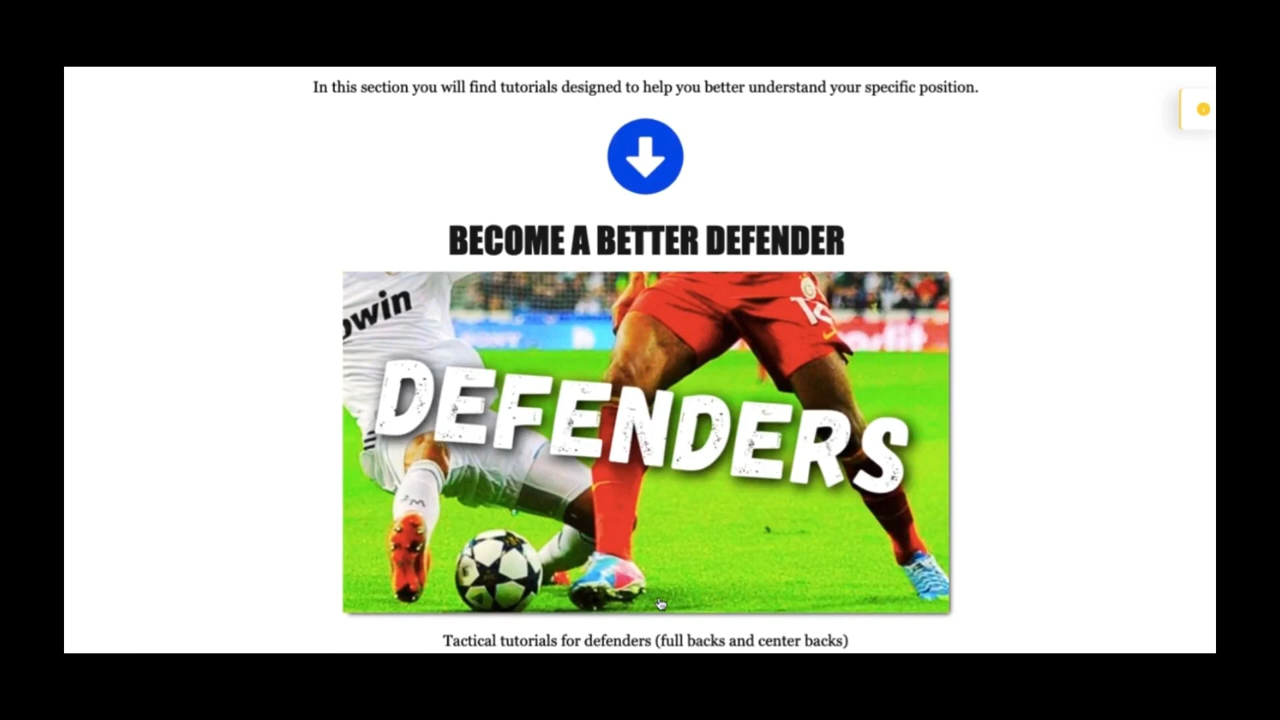 In this section you will find tutorials designed to help you better understand your specific position.
BECOME A BETTER DEFENDER
owin
DEFENDERS
Tactical tutorials for defenders (full backs and center backs)